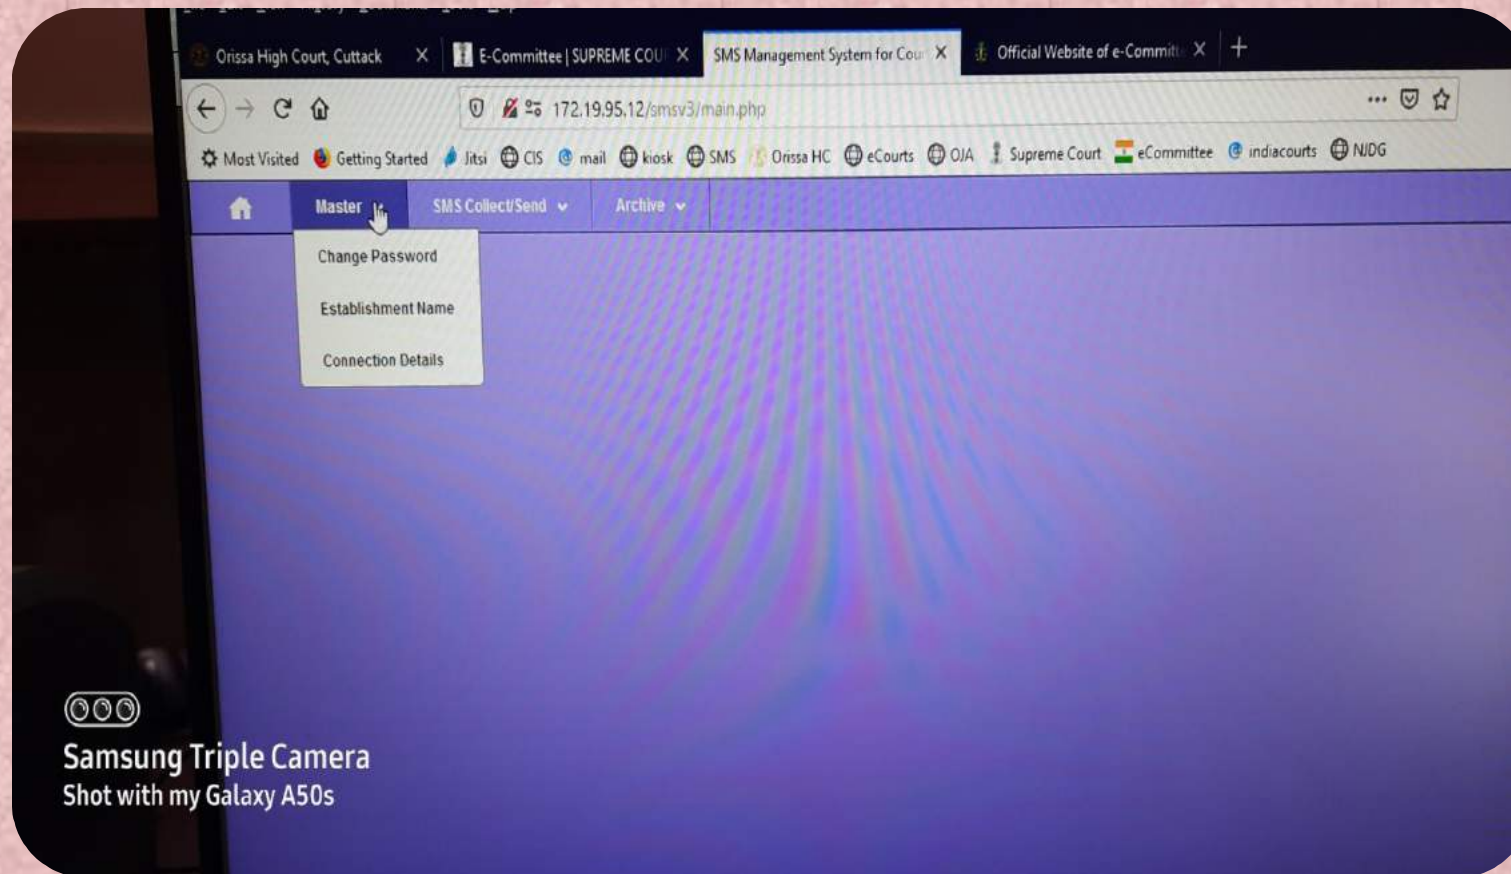 Orissa High Court, Cuttack
E-Committee | SUPREME COU
SMS Management System for Cour
Official Website of e-Committe
172.19.95.12/smsv3/main.php
Most Visited Getting Started Jitsi CIS mail kiosk SMS Orissa HC eCourts OJA Supreme Court eCommittee indiacourts NJDG
Master SMS Collect/Send Archive
Change Password
Establishment Name
Connection Details
Samsung Triple Camera
Shot with my Galaxy A50s